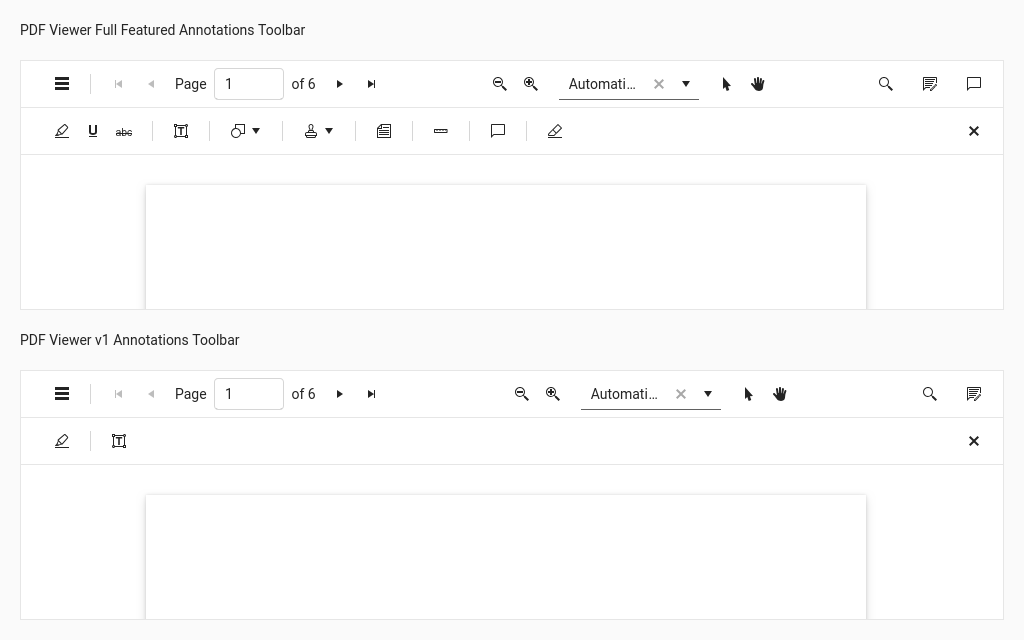 PDF Viewer Full Featured Annotations Toolbar
Page 1 of 6 Automati...
U abc T
PDF Viewer v1 Annotations Toolbar
Page 1 of 6 Automati...
T